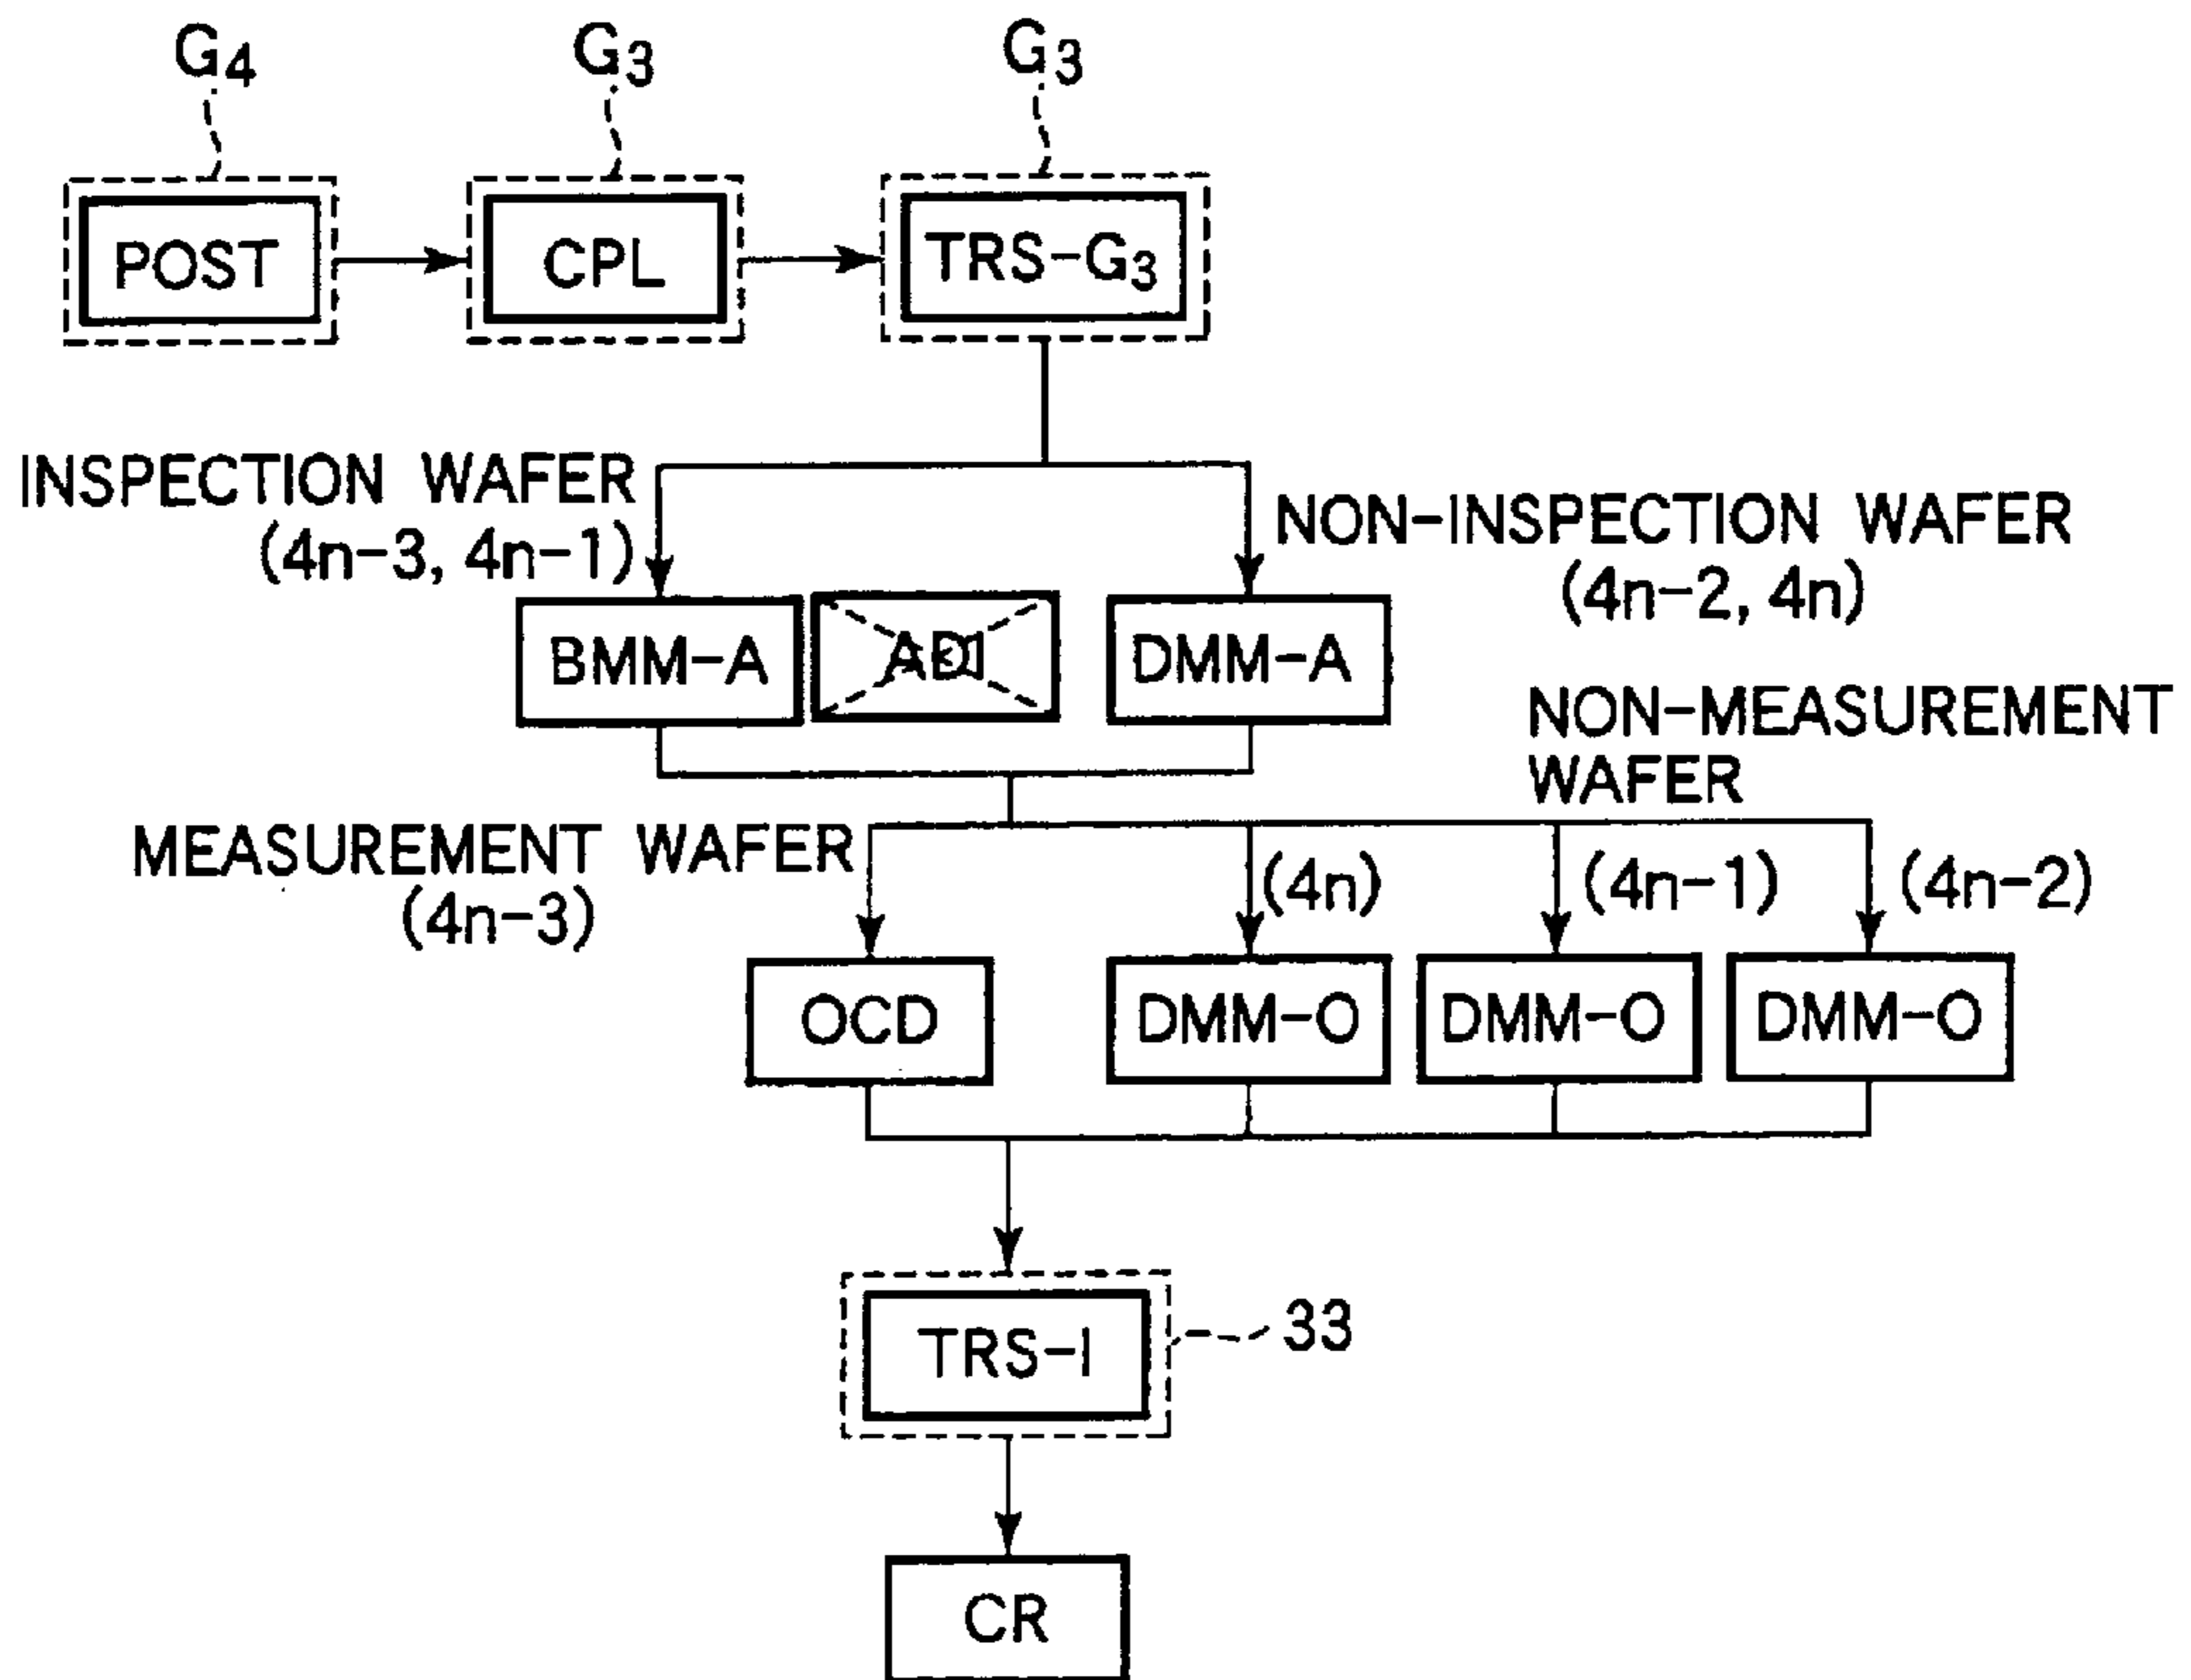 G4
G3
G3
POST
CPL
TRS-G3
INSPECTION WAFER
(4n-3, 4n-1)
NON-INSPECTION WAFER
(4n-2, 4n)
BMM-A
ADI
DMM-A
NON-MEASUREMENT
WAFER
MEASUREMENT WAFER
(4n-3)
(4n)
(4n-1)
(4n-2)
OCD
DMM-O
DMM-O
DMM-O
TRS-I
33
CR